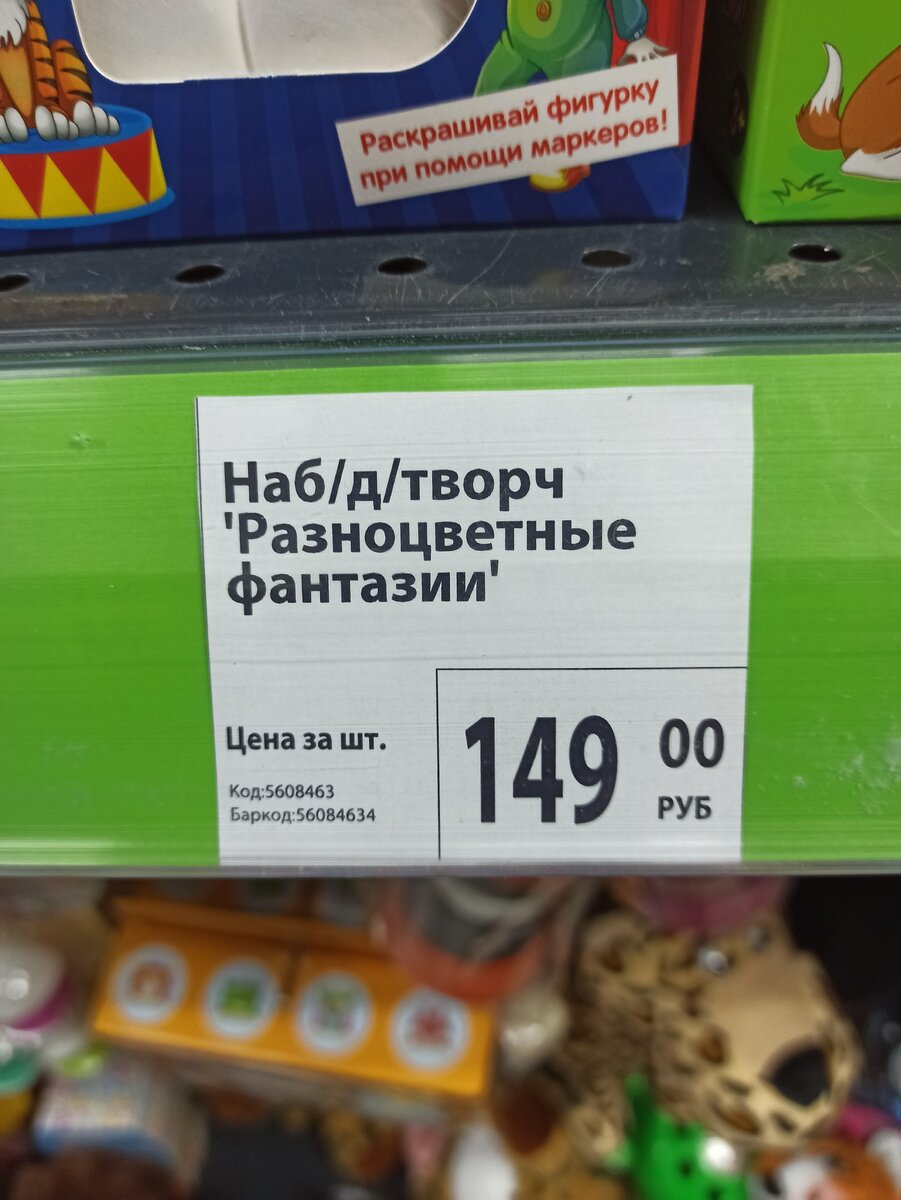 Раскрашивай фигурку
при помощи маркеров!
Наб/д/творч
'Разноцветные
фантазии'
Цена за шт.
Код:5608463
Баркод:56084634
149 00
РУБ